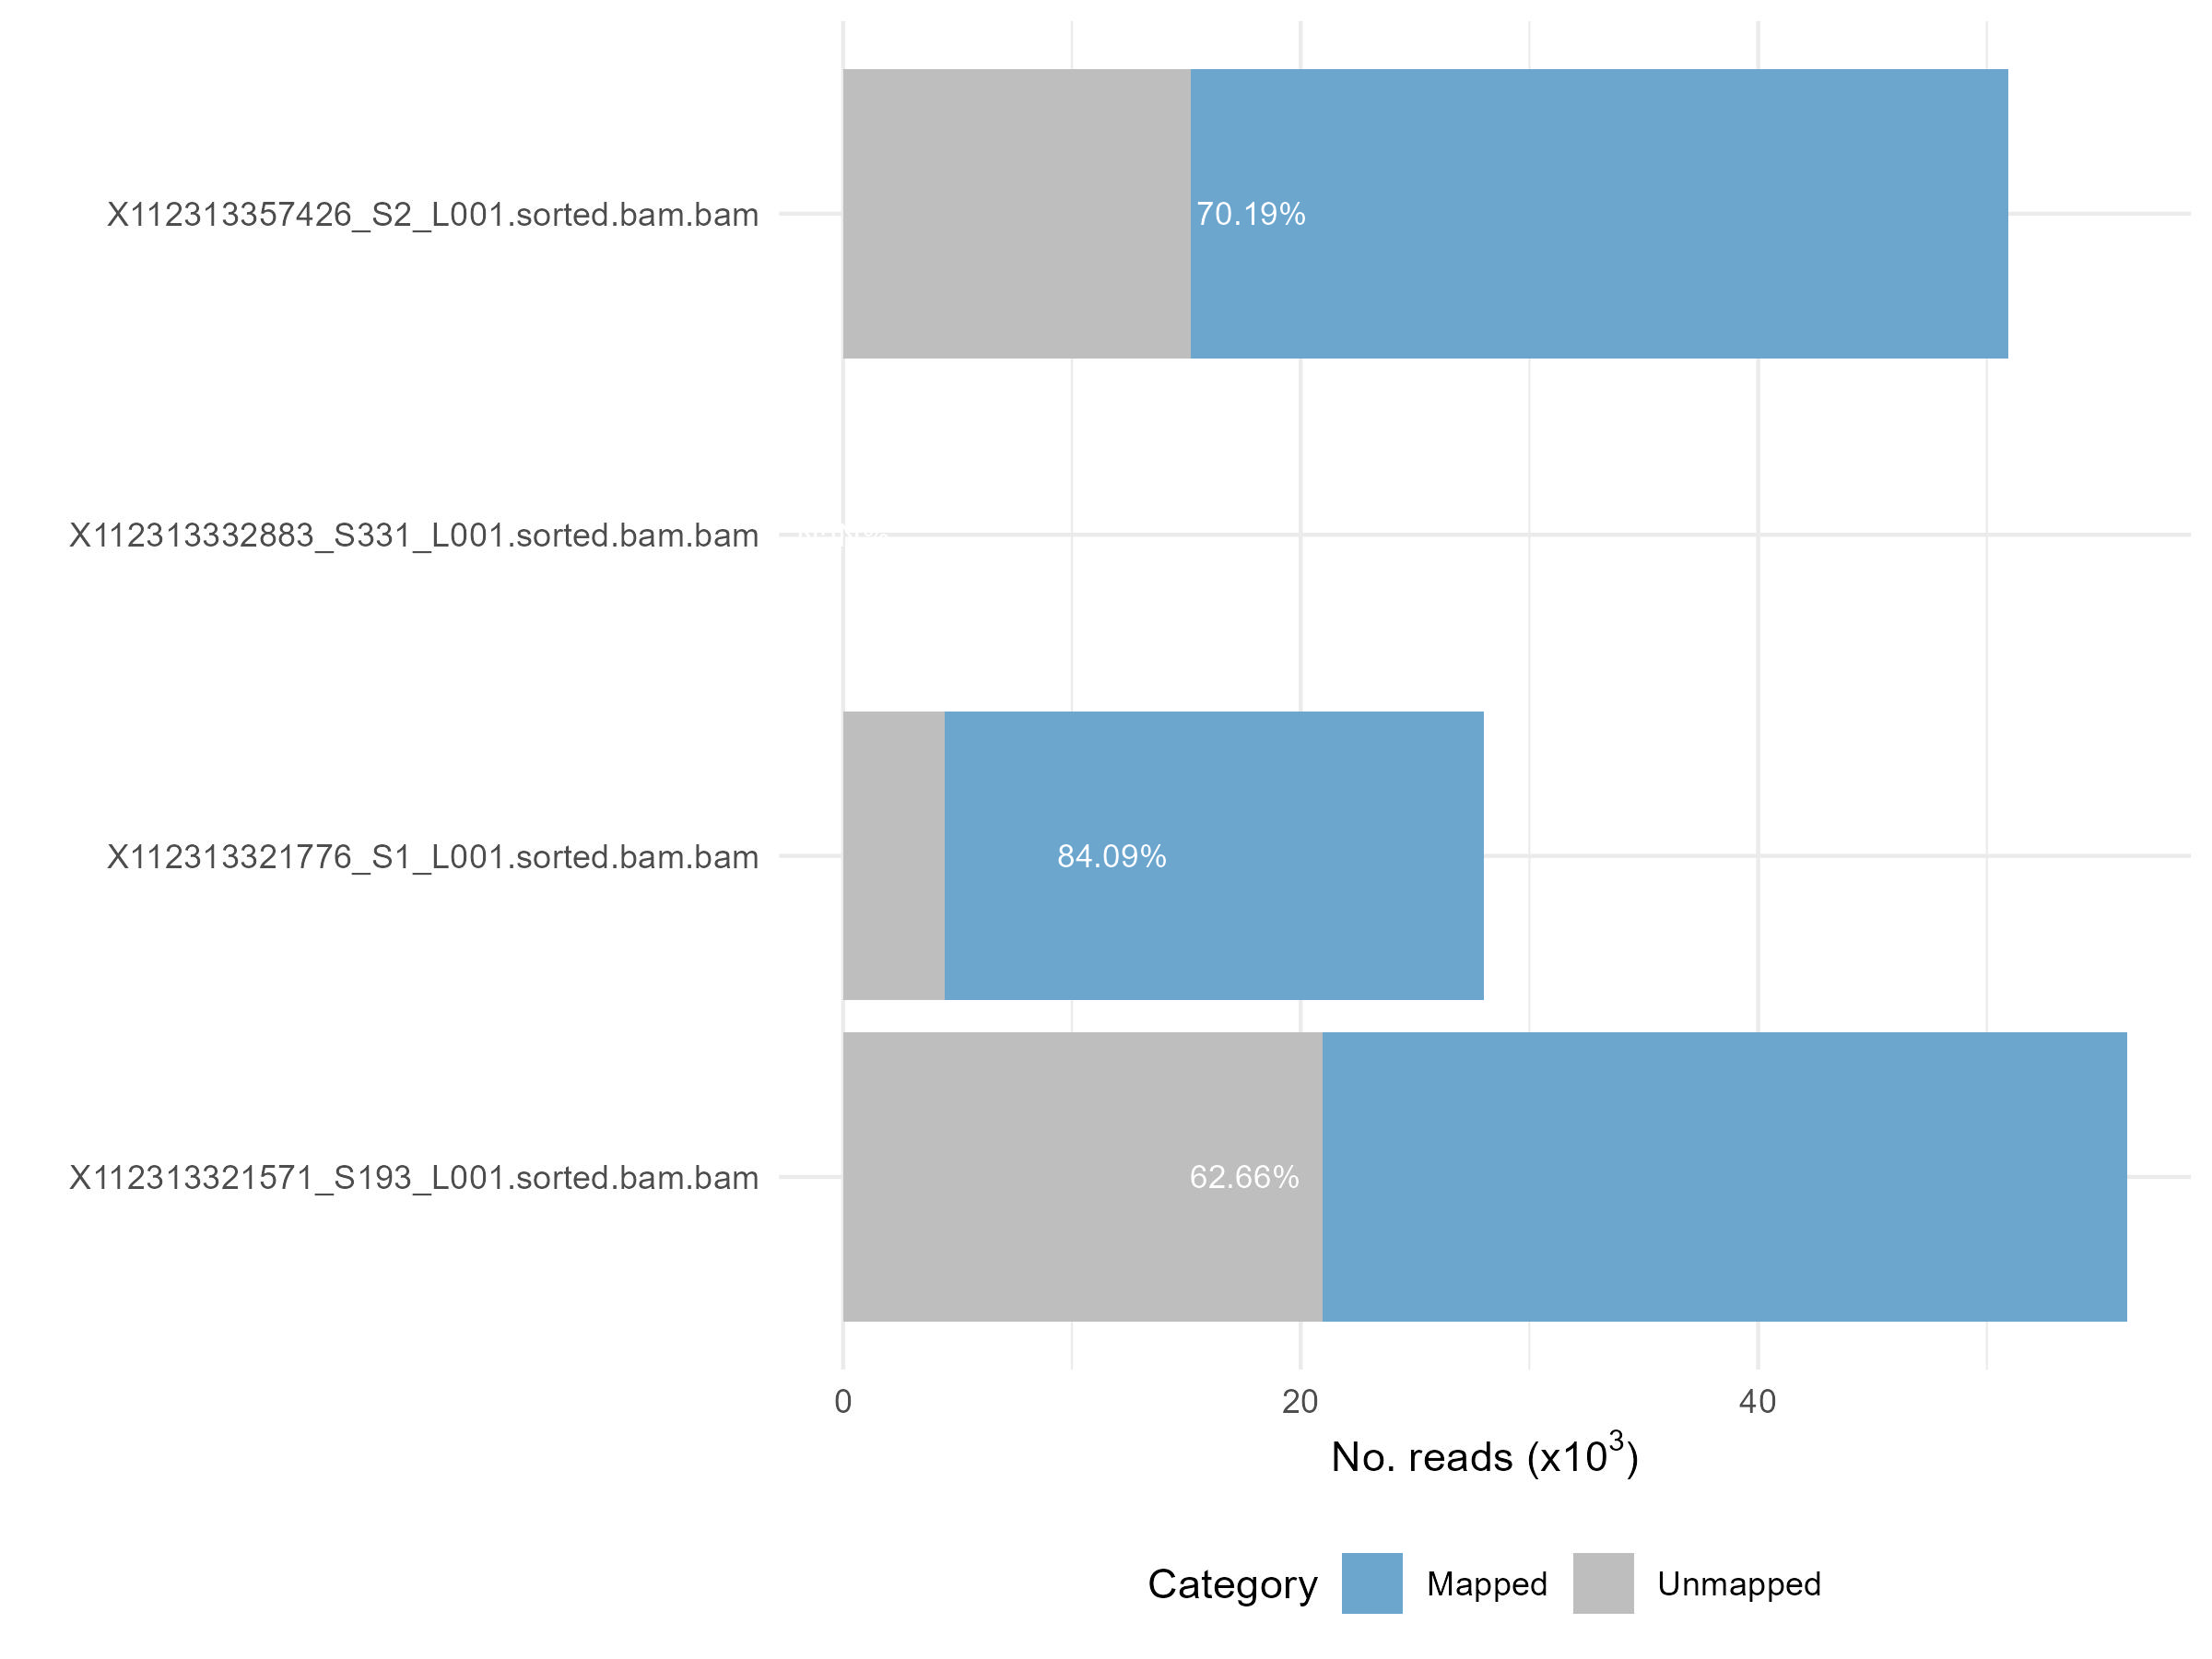 X112313357426_S2_L001.sorted.bam.bam
70.19%
X112313332883_S331_L001.sorted.bam.bam
X112313321776_S1_L001.sorted.bam.bam
84.09%
X112313321571_S193_L001.sorted.bam.bam
62.66%
0 20 40
No. reads (x10³)
Category Mapped Unmapped